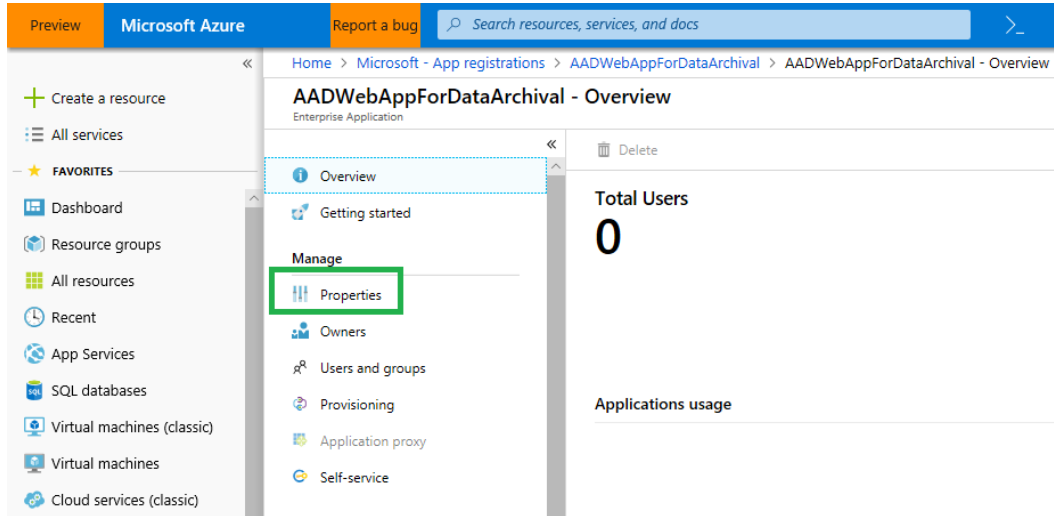 Preview
Microsoft Azure
Report a bug
Search resources, services, and docs
Home > Microsoft - App registrations > AADWebAppForDataArchival > AADWebAppForDataArchival - Overview
Create a resource
All services
FAVORITES
Dashboard
Resource groups
All resources
Recent
App Services
SQL databases
Virtual machines (classic)
Virtual machines
Cloud services (classic)
AADWebAppForDataArchival - Overview
Enterprise Application
Overview
Getting started
Manage
Properties
Owners
Users and groups
Provisioning
Application proxy
Self-service
Delete
Total Users
0
Applications usage